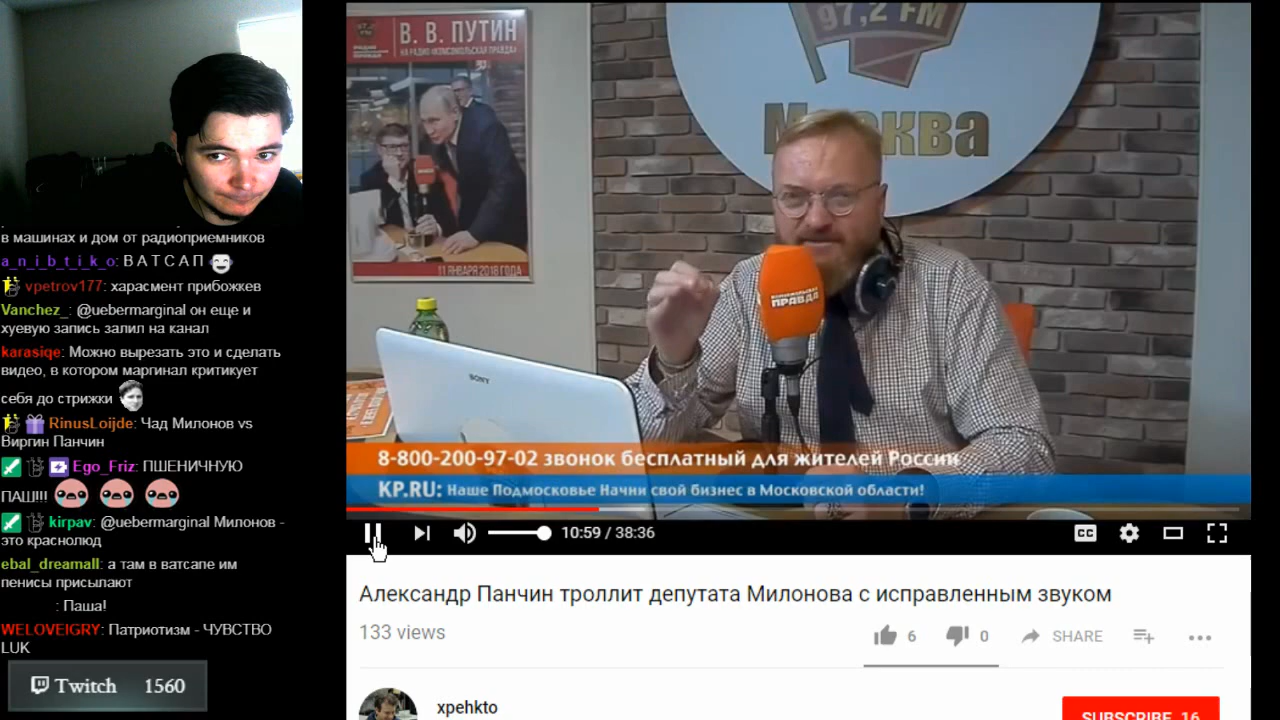 в машинах и дом от радиоприемников
a_n_i_b_t_i_k_o: В А Т С А П
vpetrov177: харасмент прибожкев
Vanchez_: @uebermarginal он еще и
хуевую запись залил на канал
karasiqe: Можно вырезать это и сделать
видео, в котором маргинал критикует
себя до стрижки
RinusLoijde: Чад Милонов vs
Виргин Панчин
Ego_Friz: ПШЕНИЧНУЮ
ПАШ!!!
kirpav: @uebermarginal Милонов -
это краснолюд
ebal_dreamall: а там в ватсапе им
пенисы присылают
: Паша!
WELOVEIGRY: Патриотизм - ЧУВСТВО
LUK
Twitch 1560
В. В. ПУТИН
НА РАДИО «КОМСОМОЛЬСКАЯ ПРАВДА»
11 ЯНВАРЯ 2018 ГОДА
97,2 FM
Москва
ПРАВДА
SONY
8-800-200-97-02 звонок бесплатный для жителей России
KP.RU: Наше Подмосковье Начни свой бизнес в Московской области!
10:59 / 38:36
CC
Александр Панчин троллит депутата Милонова с исправленным звуком
133 views
6
0
SHARE
xpehkto
SUBSCRIBE 16